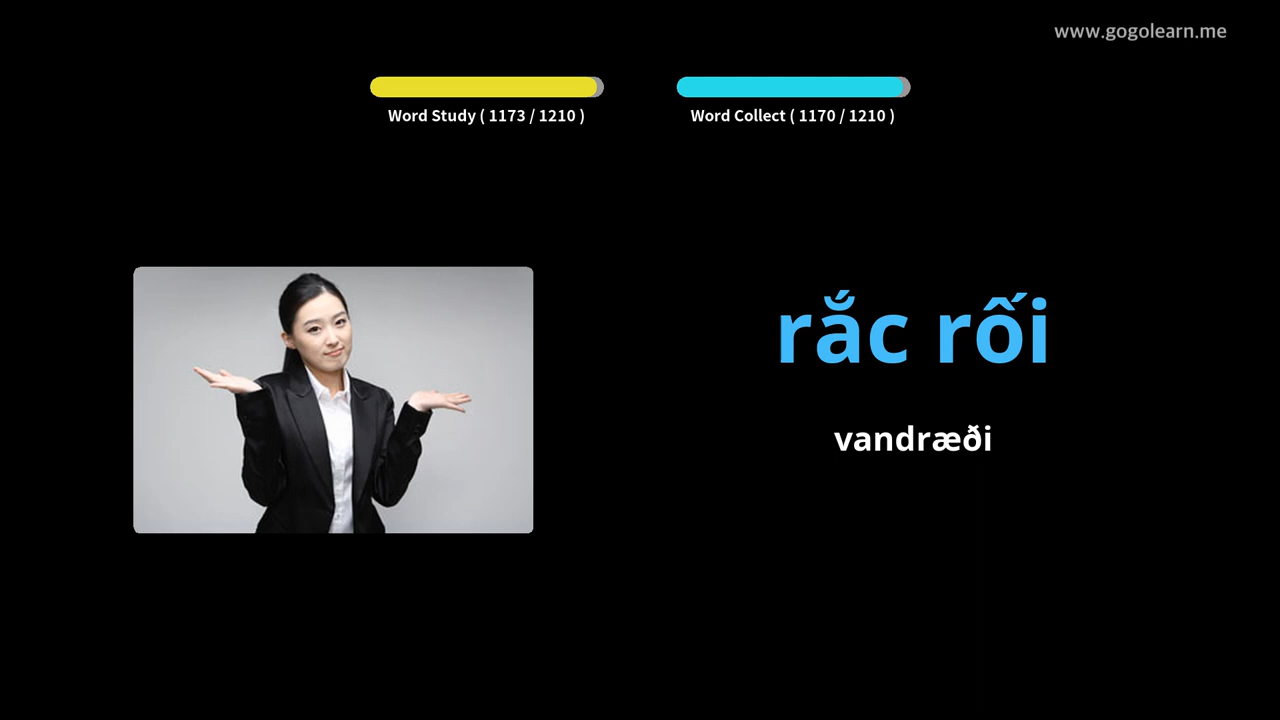 www.gogolearn.me
Word Study ( 1173 / 1210 )
Word Collect ( 1170 / 1210 )
rắc rối
vandræði